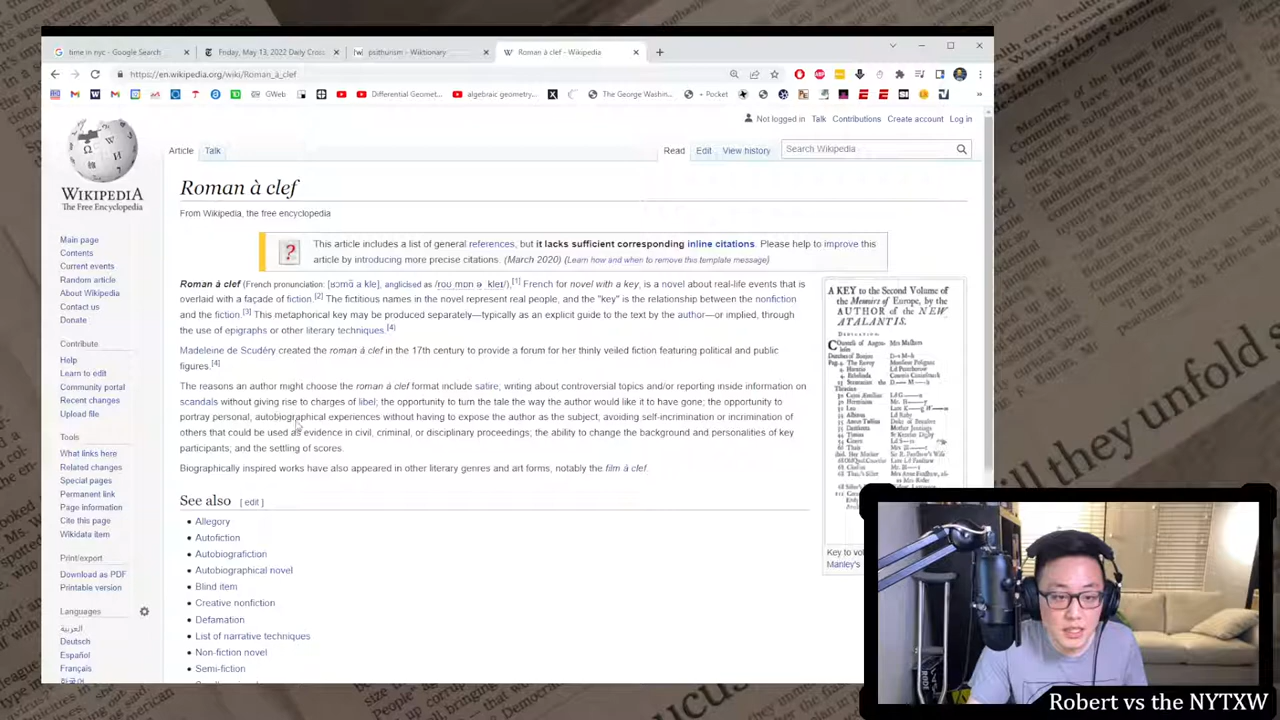 time in nyc - Google Search
Friday, May 13, 2022 Daily Cross
psithurism - Wiktionary
Roman à clef - Wikipedia
https://en.wikipedia.org/wiki/Roman_à_clef
GWeb
Differential Geomet...
algebraic geometry...
The George Washin...
Pocket
Not logged in Talk Contributions Create account Log in
Article Talk
Read Edit View history
Search Wikipedia
WIKIPEDIA
The Free Encyclopedia
Main page
Contents
Current events
Random article
About Wikipedia
Contact us
Donate
Contribute
Help
Learn to edit
Community portal
Recent changes
Upload file
Tools
What links here
Related changes
Special pages
Permanent link
Page information
Cite this page
Wikidata item
Print/export
Download as PDF
Printable version
Languages
العربية
Deutsch
Español
Français
한국어
Roman à clef
From Wikipedia, the free encyclopedia
This article includes a list of general references, but it lacks sufficient corresponding inline citations. Please help to improve this
article by introducing more precise citations. (March 2020) (Learn how and when to remove this template message)
Roman à clef (French pronunciation: [ʁɔmɑ̃ a kle], anglicised as /roʊˌmɒn ə ˈkleɪ/),[1] French for novel with a key, is a novel about real-life events that is
overlaid with a façade of fiction.[2] The fictitious names in the novel represent real people, and the "key" is the relationship between the nonfiction
and the fiction.[3] This metaphorical key may be produced separately—typically as an explicit guide to the text by the author—or implied, through
the use of epigraphs or other literary techniques.[4]
Madeleine de Scudéry created the roman à clef in the 17th century to provide a forum for her thinly veiled fiction featuring political and public
figures.[4]
The reasons an author might choose the roman à clef format include satire, writing about controversial topics and/or reporting inside information on
scandals without giving rise to charges of libel; the opportunity to turn the tale the way the author would like it to have gone; the opportunity to
portray personal, autobiographical experiences without having to expose the author as the subject; avoiding self-incrimination or incrimination of
others that could be used as evidence in civil, criminal, or disciplinary proceedings; the ability to change the background and personalities of key
participants; and the settling of scores.
Biographically inspired works have also appeared in other literary genres and art forms, notably the film à clef.
See also [ edit ]
Allegory
Autofiction
Autobiografiction
Autobiographical novel
Blind item
Creative nonfiction
Defamation
List of narrative techniques
Non-fiction novel
Semi-fiction
A KEY to the Second Volume of
the Memoirs of Europe, by the
AUTHOR of the NEW
ATALANTIS.
Key to vol
Manley's
Robert vs the NYTXW